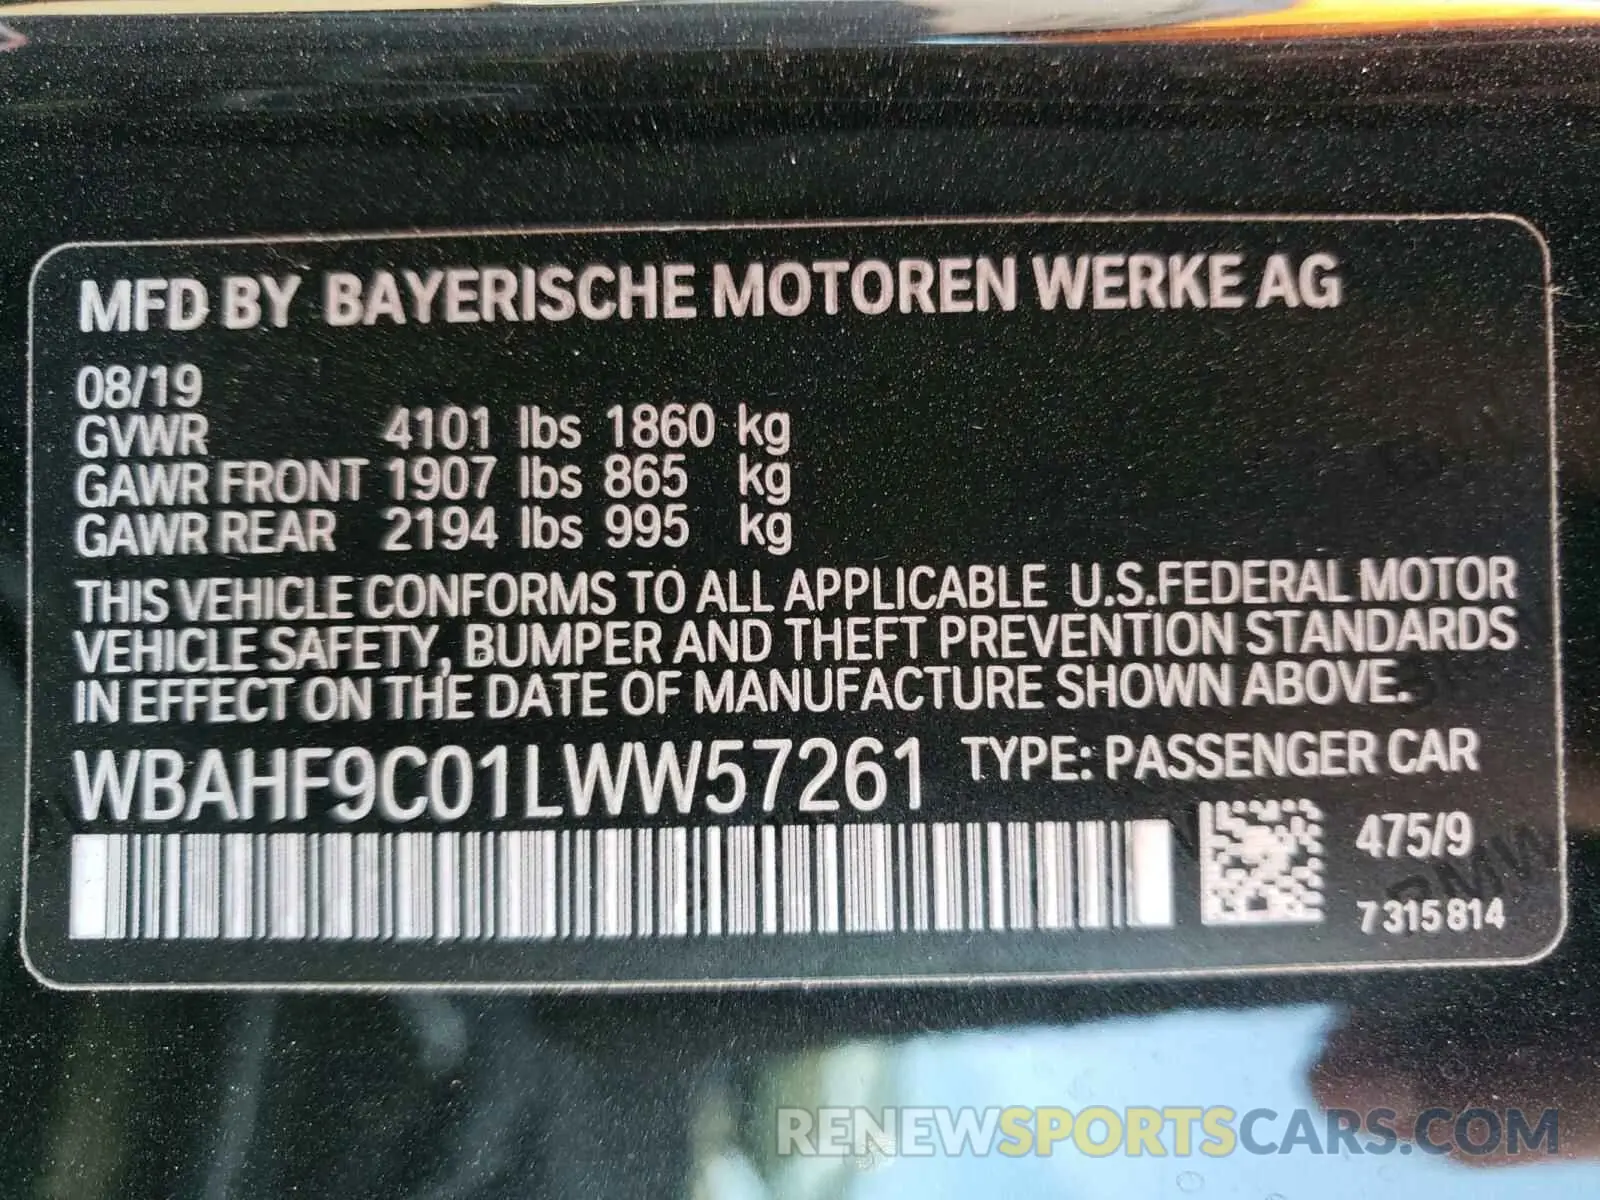 MFD BY BAYERISCHE MOTOREN WERKE AG
08/19
GVWR 4101 lbs 1860 kg
GAWR FRONT 1907 lbs 865 kg
GAWR REAR 2194 lbs 995 kg
THIS VEHICLE CONFORMS TO ALL APPLICABLE U.S.FEDERAL MOTOR
VEHICLE SAFETY, BUMPER AND THEFT PREVENTION STANDARDS
IN EFFECT ON THE DATE OF MANUFACTURE SHOWN ABOVE.
WBAHF9C01LWW57261 TYPE: PASSENGER CAR
475/9
BMW
7 315 814
RENEWSPORTSCARS.COM